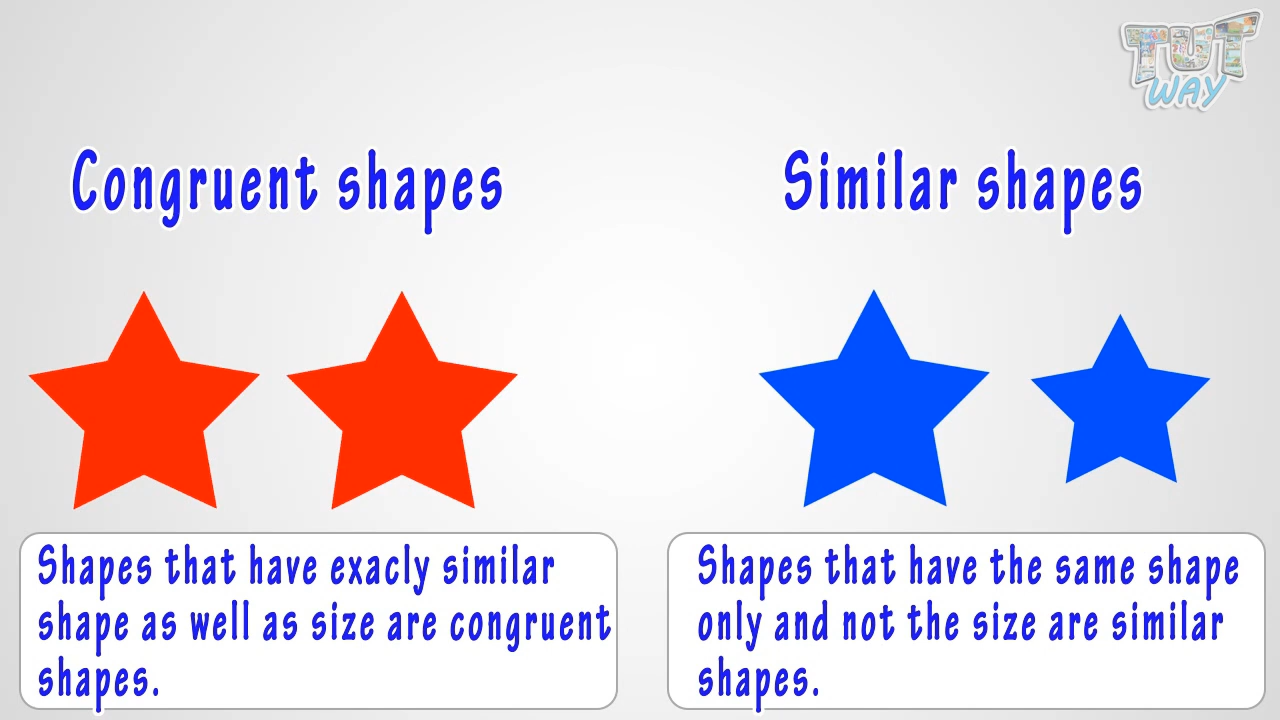 TUT
WAY
Congruent shapes
Similar shapes
Shapes that have exacly similar
shape as well as size are congruent
shapes.
Shapes that have the same shape
only and not the size are similar
shapes.